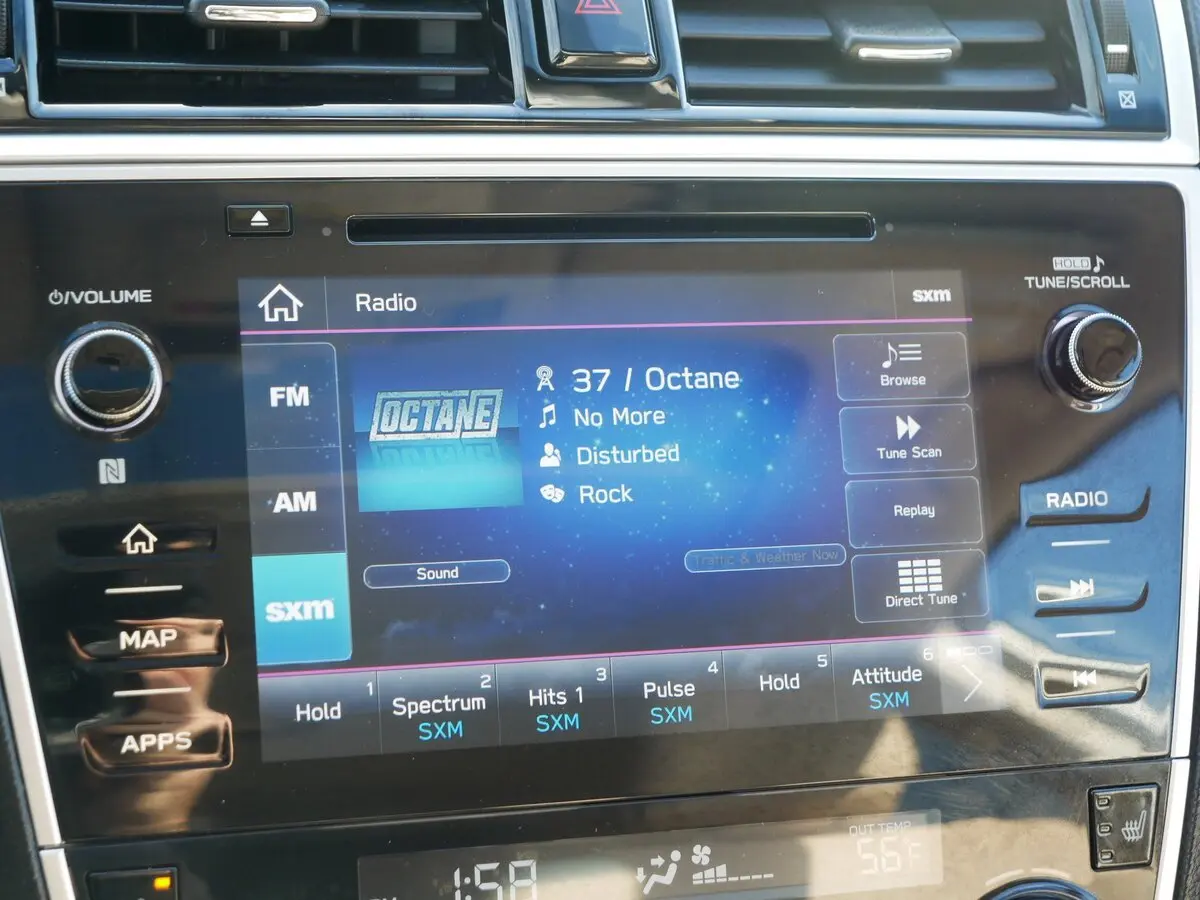 ⏻/VOLUME
HOLD
TUNE/SCROLL
Radio
sxm
FM
AM
sxm
OCTANE
37 / Octane
No More
Disturbed
Rock
Browse
Tune Scan
Replay
Direct Tune
Sound
Traffic & Weather Now
RADIO
MAP
APPS
1
Hold
2
Spectrum
SXM
3
Hits 1
SXM
4
Pulse
SXM
5
Hold
6
Attitude
SXM
1:58
OUT TEMP
56F